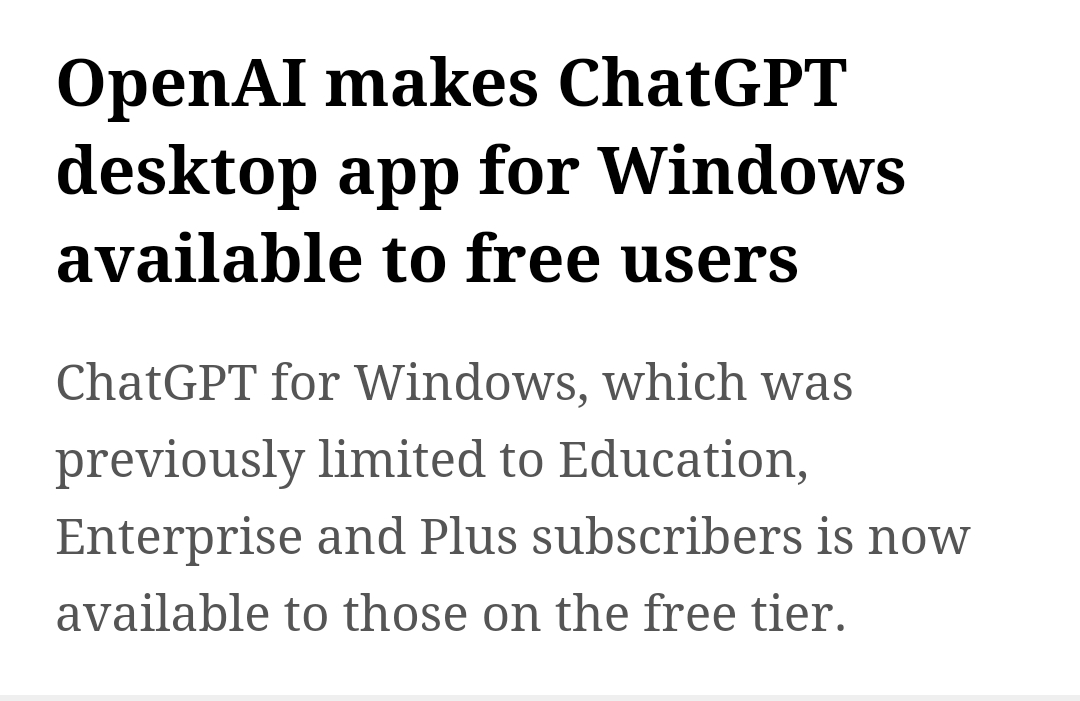 OpenAI makes ChatGPT
desktop app for Windows
available to free users
ChatGPT for Windows, which was
previously limited to Education,
Enterprise and Plus subscribers is now
available to those on the free tier.